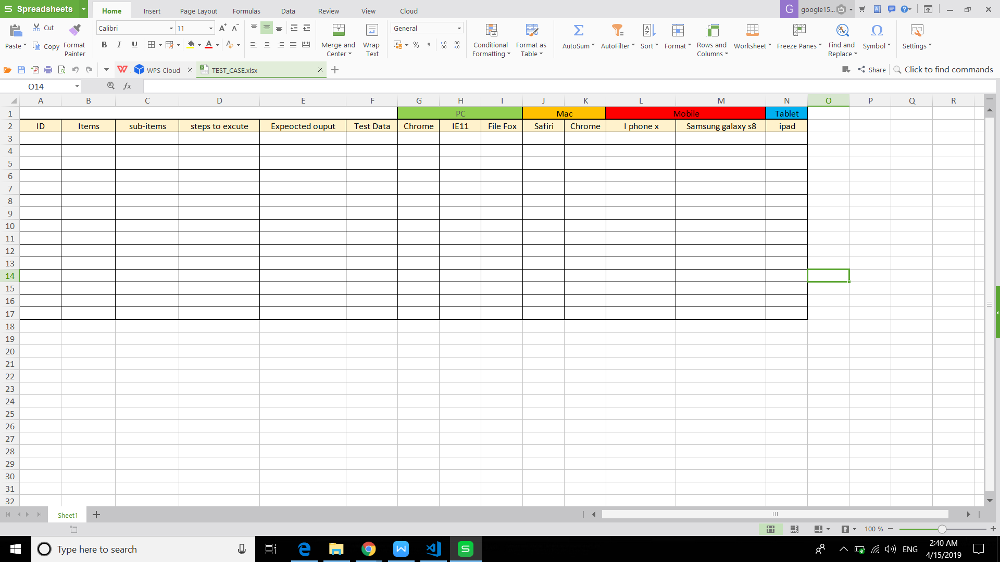 Spreadsheets
Home Insert Page Layout Formulas Data Review View Cloud
G google15...
Paste Cut Copy Format Painter
Calibri 11
B I U A
Merge and Center Wrap Text
General
Conditional Formatting Format as Table
AutoSum AutoFilter Sort Format Rows and Columns Worksheet Freeze Panes Find and Replace Symbol Settings
WPS Cloud TEST_CASE.xlsx
Share Click to find commands
O14 fx
A B C D E F G H I J K L M N O P Q R
1 PC Mac Mobile Tablet
2 ID Items sub-items steps to excute Expeocted ouput Test Data Chrome IE11 File Fox Safiri Chrome I phone x Samsung galaxy s8 ipad
3
4
5
6
7
8
9
10
11
12
13
14
15
16
17
18
19
20
21
22
23
24
25
26
27
28
29
30
31
32
Sheet1
100 %
Type here to search
ENG
2:40 AM
4/15/2019